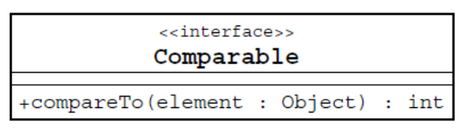 <<interface>>
Comparable
+compareTo(element : Object) : int